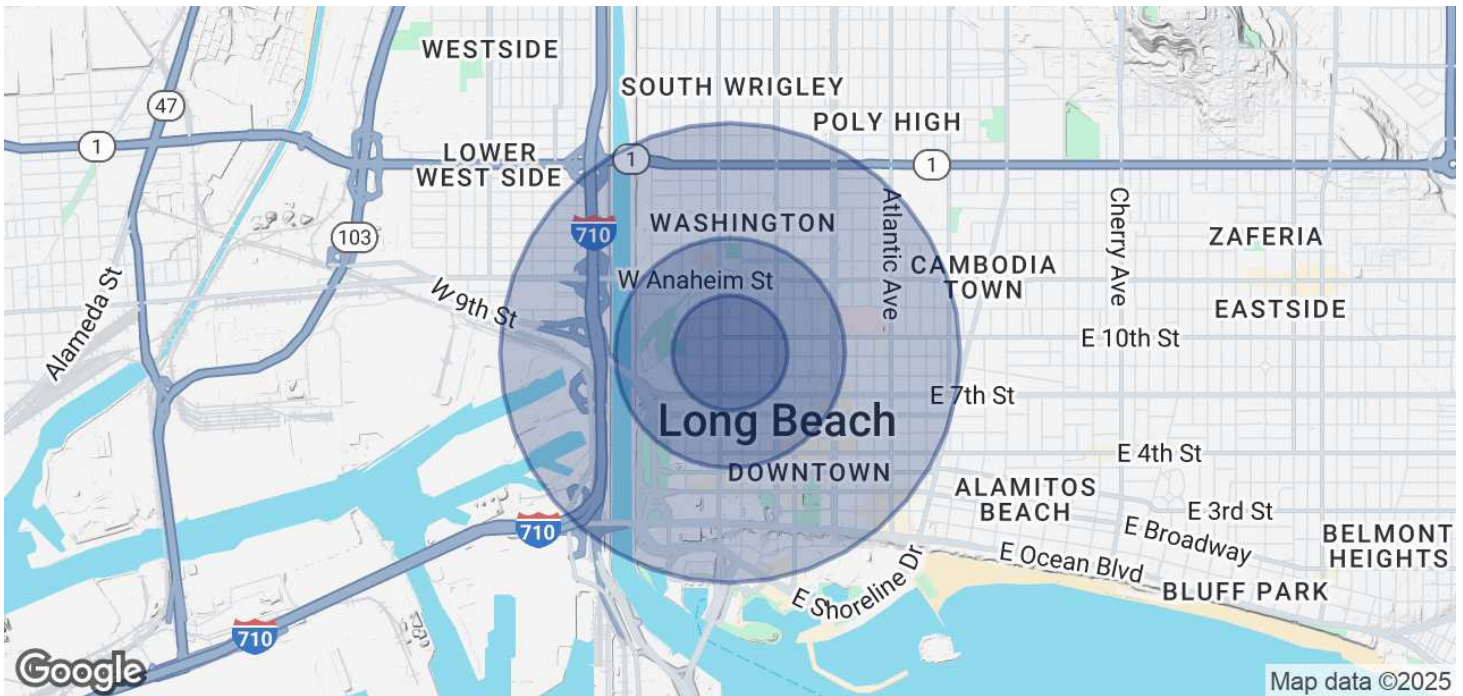 WESTSIDE
SOUTH WRIGLEY
47
POLY HIGH
1
LOWER
WEST SIDE
1
1
Atlantic Ave
Cherry Ave
WASHINGTON
710
103
ZAFERIA
CAMBODIA
TOWN
W Anaheim St
W 9th St
EASTSIDE
Alameda St
E 10th St
E 7th St
Long Beach
E 4th St
DOWNTOWN
ALAMITOS
BEACH
E 3rd St
E Broadway
710
BELMONT
HEIGHTS
E Ocean Blvd
E Shoreline Dr
BLUFF PARK
710
Google
Map data ©2025